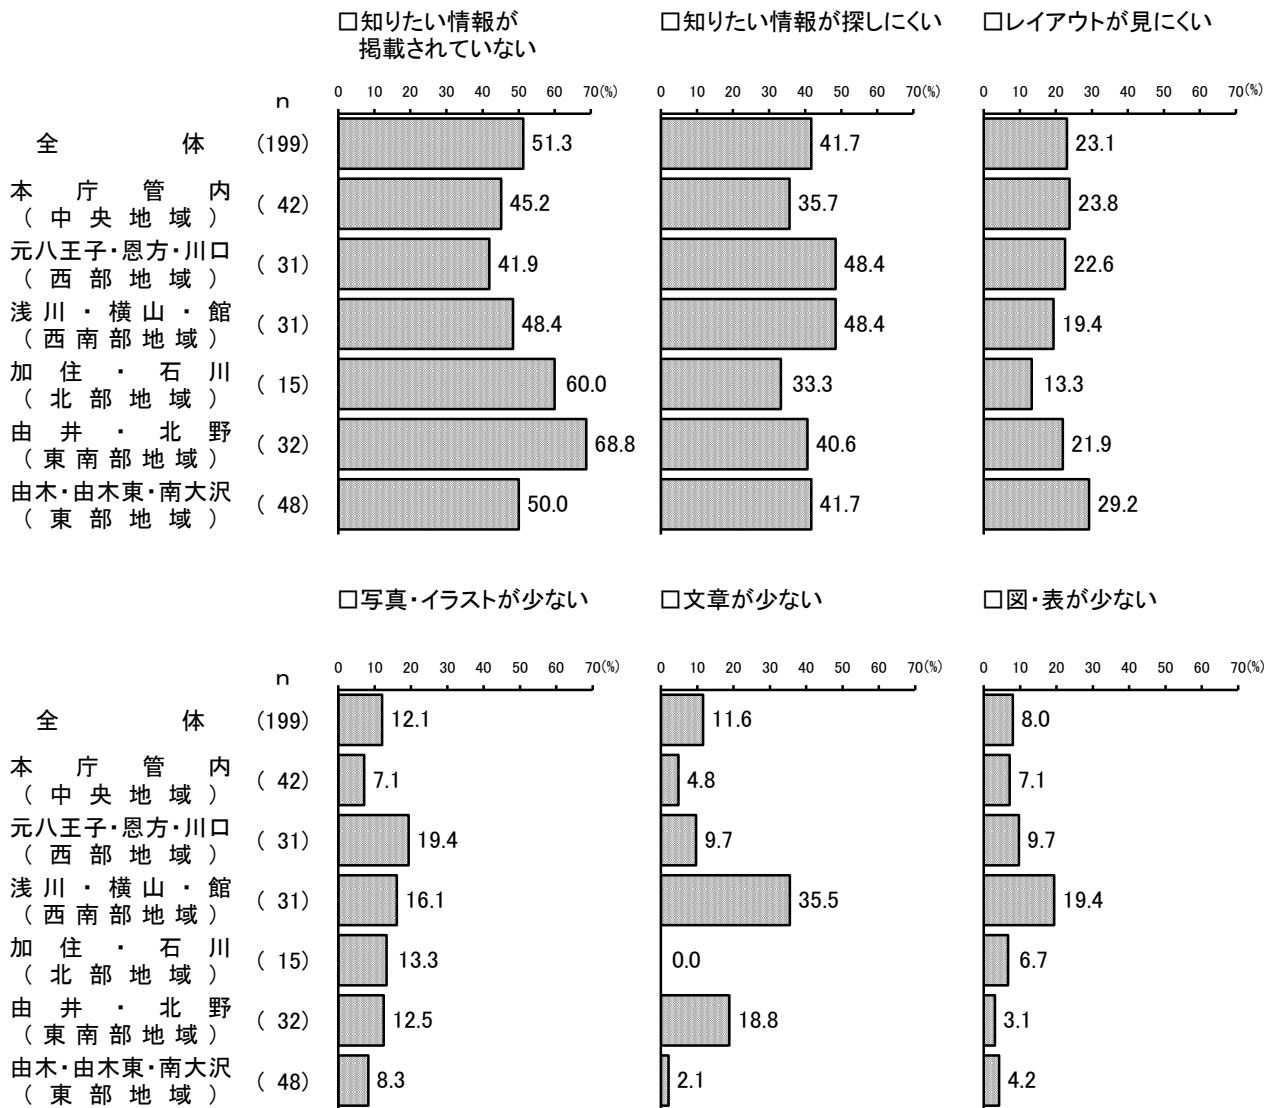 □知りたい情報が
掲載されていない
□知りたい情報が探しにくい
□レイアウトが見にくい
n
0 10 20 30 40 50 60 70(%)
0 10 20 30 40 50 60 70(%)
0 10 20 30 40 50 60 70(%)
全体 (199) 51.3 41.7 23.1
本庁管内
(中央地域) ( 42) 45.2 35.7 23.8
元八王子・恩方・川口
(西部地域) ( 31) 41.9 48.4 22.6
浅川・横山・館
(西南部地域) ( 31) 48.4 48.4 19.4
加住・石川
(北部地域) ( 15) 60.0 33.3 13.3
由井・北野
(東南部地域) ( 32) 68.8 40.6 21.9
由木・由木東・南大沢
(東部地域) ( 48) 50.0 41.7 29.2
□写真・イラストが少ない
□文章が少ない
□図・表が少ない
n
0 10 20 30 40 50 60 70(%)
0 10 20 30 40 50 60 70(%)
0 10 20 30 40 50 60 70(%)
全体 (199) 12.1 11.6 8.0
本庁管内
(中央地域) ( 42) 7.1 4.8 7.1
元八王子・恩方・川口
(西部地域) ( 31) 19.4 9.7 9.7
浅川・横山・館
(西南部地域) ( 31) 16.1 35.5 19.4
加住・石川
(北部地域) ( 15) 13.3 0.0 6.7
由井・北野
(東南部地域) ( 32) 12.5 18.8 3.1
由木・由木東・南大沢
(東部地域) ( 48) 8.3 2.1 4.2